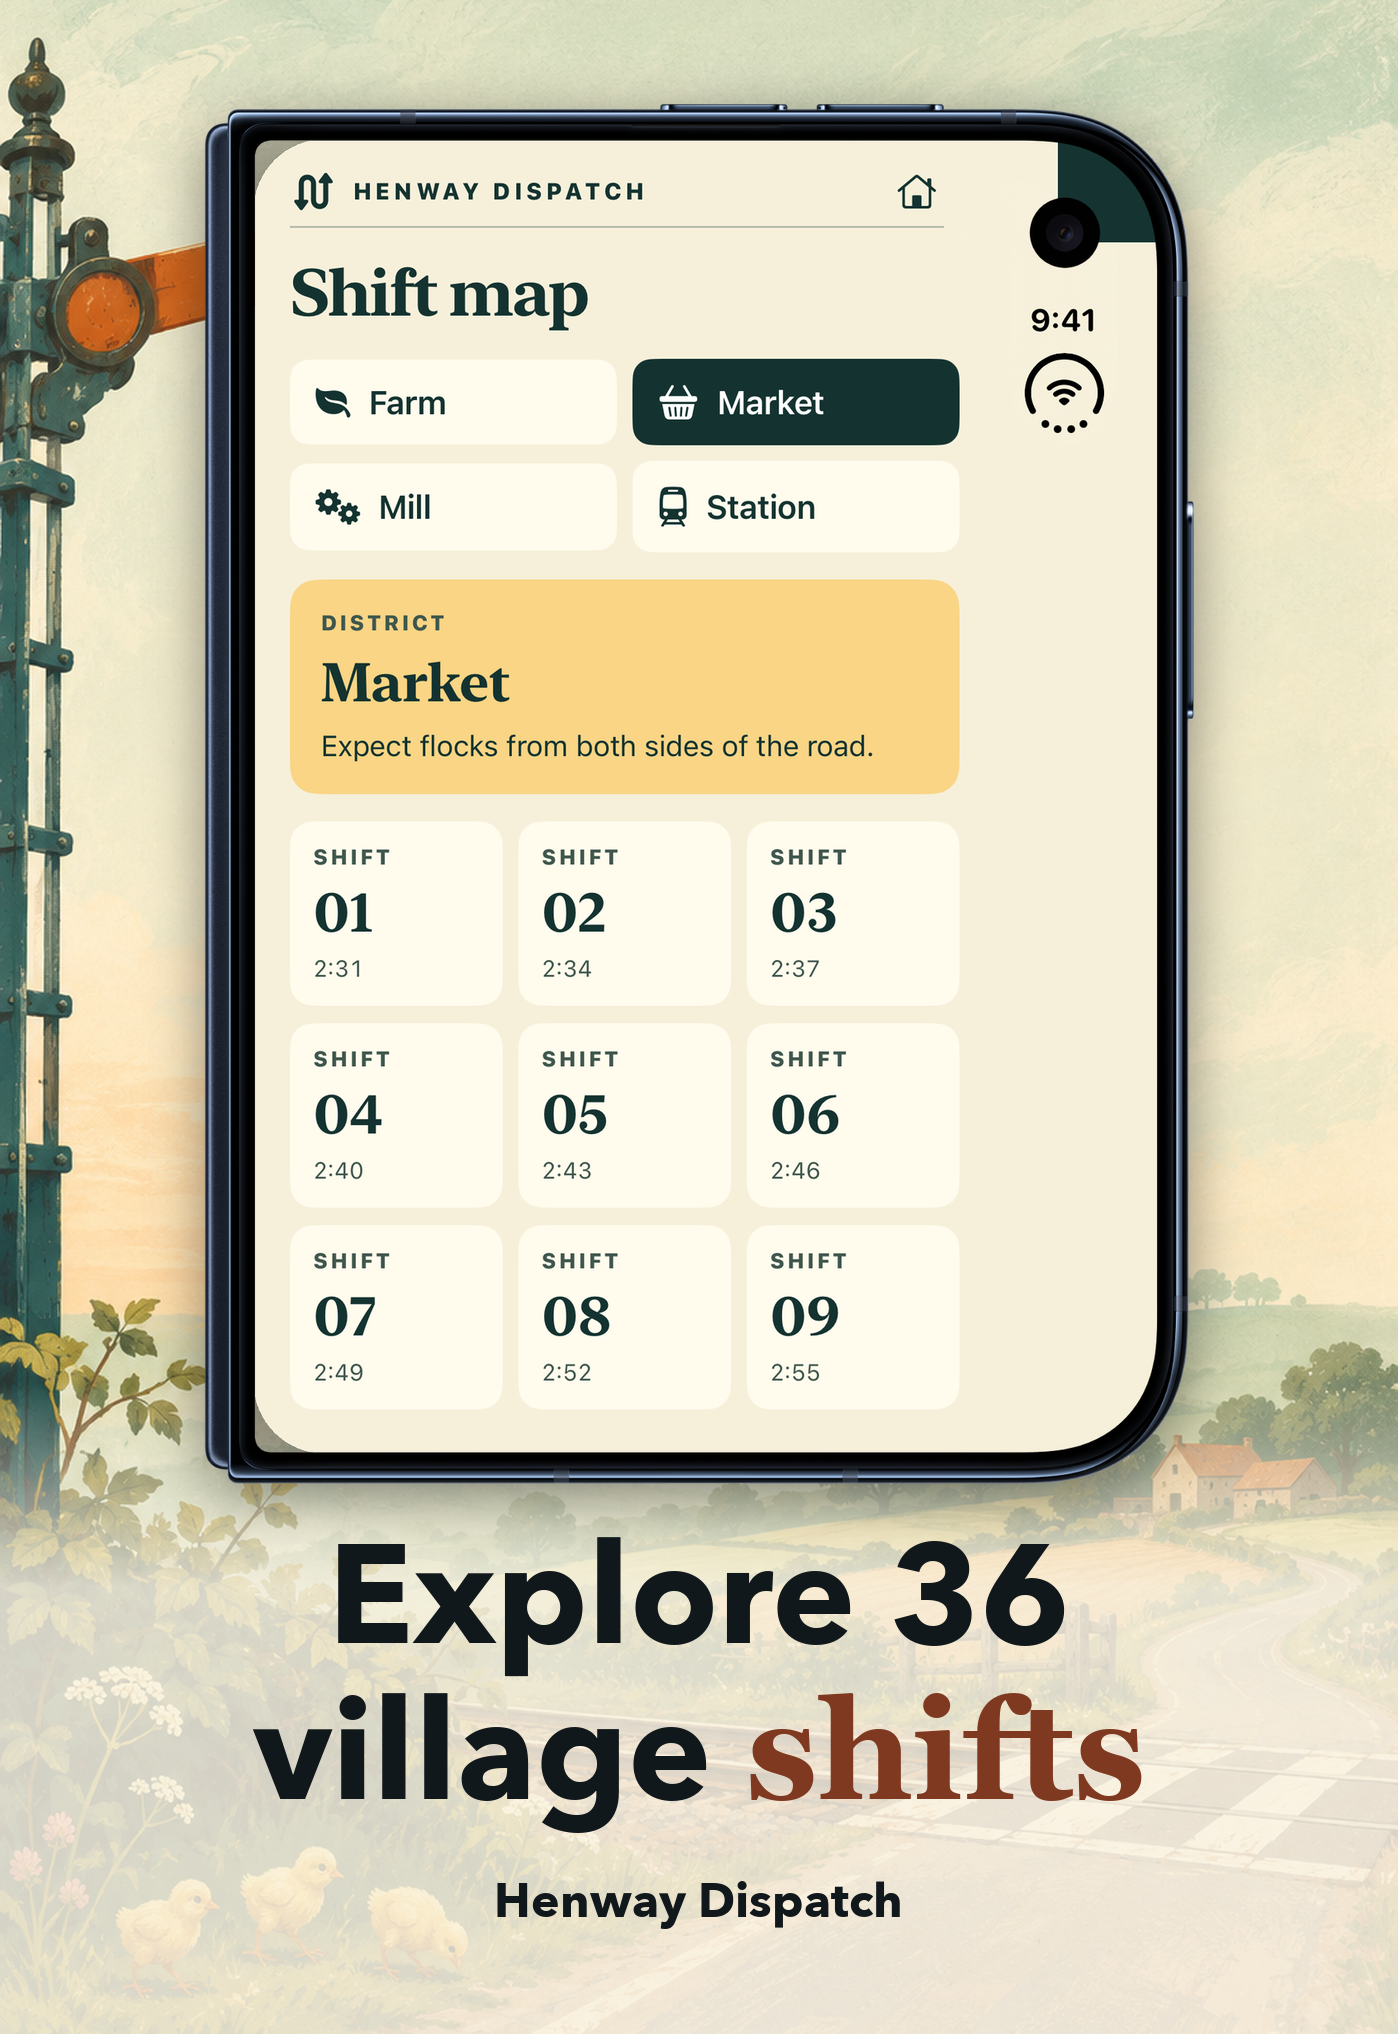 HENWAY DISPATCH
9:41
Shift map
Farm
Market
Mill
Station
DISTRICT
Market
Expect flocks from both sides of the road.
SHIFT
01
2:31
SHIFT
02
2:34
SHIFT
03
2:37
SHIFT
04
2:40
SHIFT
05
2:43
SHIFT
06
2:46
SHIFT
07
2:49
SHIFT
08
2:52
SHIFT
09
2:55
Explore 36
village shifts
Henway Dispatch